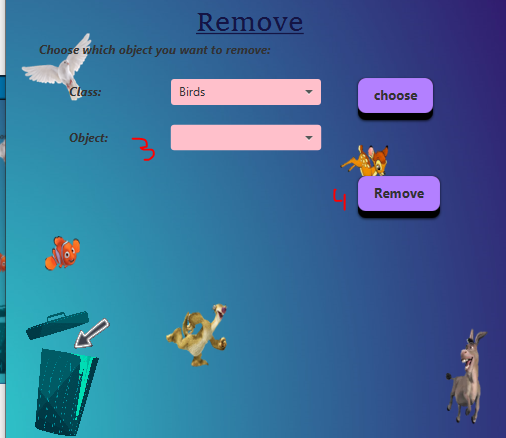 Remove
Choose which object you want to remove:
Class:
Birds
choose
Object:
3
4
Remove